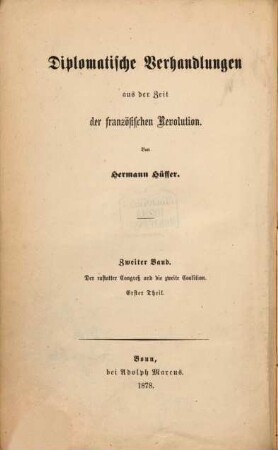 Diplomatische Verhandlungen
aus der Zeit
der französischen Revolution.
Von
Hermann Hüffer.
Zweiter Band.
Der rastatter Congreß und die zweite Coalition.
Erster Theil.
Bonn,
bei Adolph Marcus.
1878.